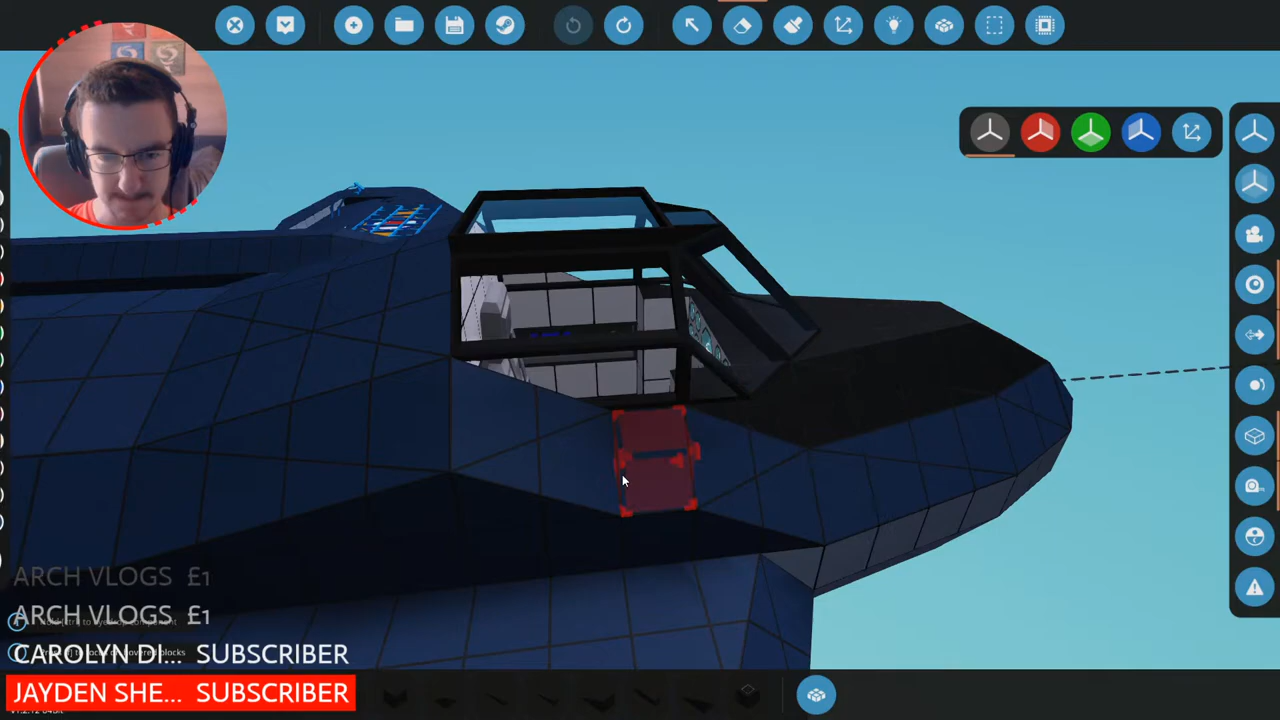 ARCH VLOGS £1
ARCH VLOGS £1
CAROLYN DI... SUBSCRIBER
JAYDEN SHE... SUBSCRIBER